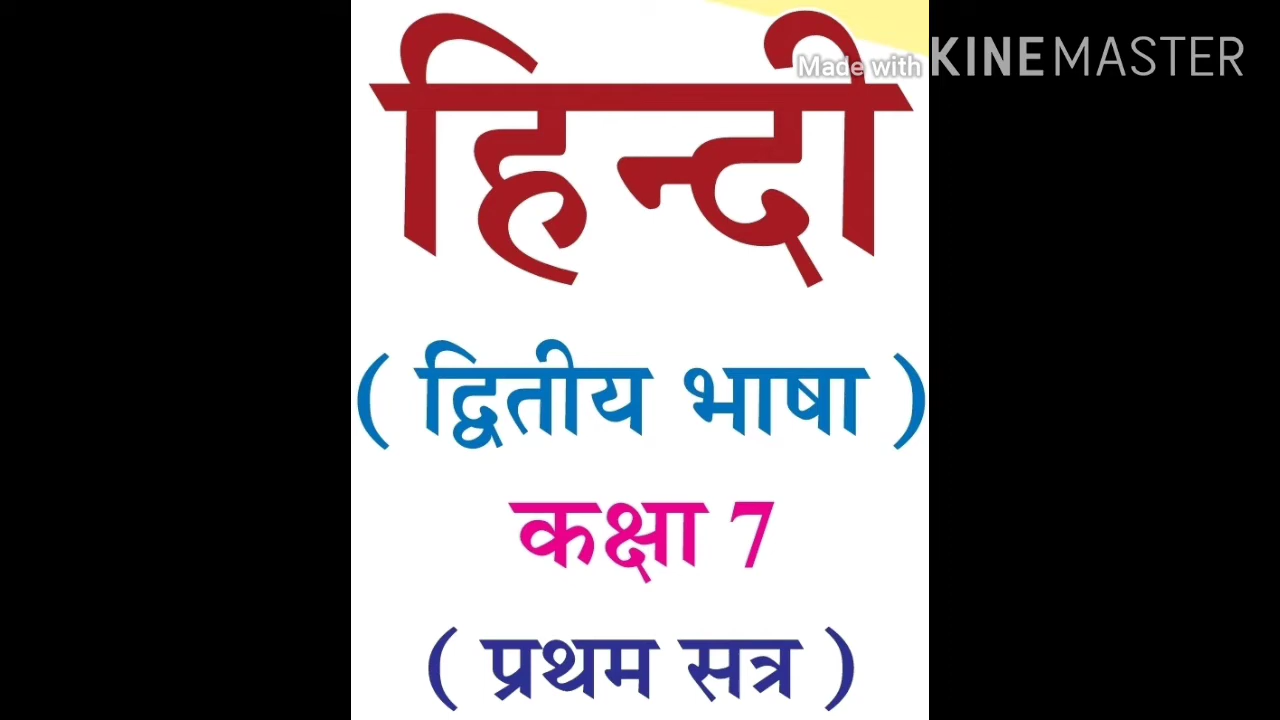 Made with KINEMASTER
हिन्दी
( द्वितीय भाषा )
कक्षा 7
( प्रथम सत्र )